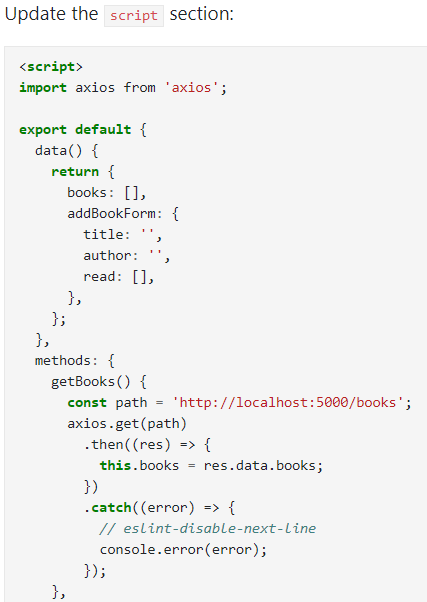 Update the script section:
<script>
import axios from 'axios';
export default {
  data() {
    return {
      books: [],
      addBookForm: {
        title: '',
        author: '',
        read: [],
      },
    };
  },
  methods: {
    getBooks() {
      const path = 'http://localhost:5000/books';
      axios.get(path)
        .then((res) => {
          this.books = res.data.books;
        })
        .catch((error) => {
          // eslint-disable-next-line
          console.error(error);
        });
    },